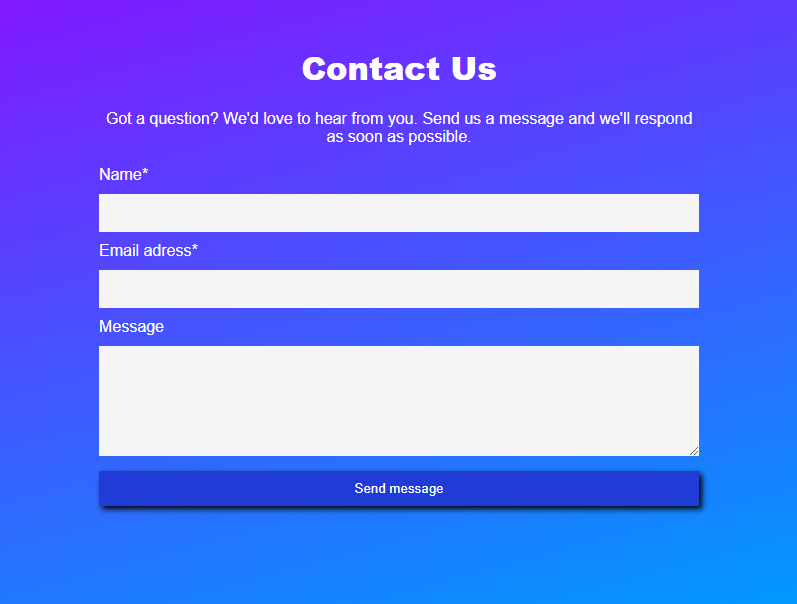 Contact Us
Got a question? We'd love to hear from you. Send us a message and we'll respond
as soon as possible.
Name*
Email adress*
Message
Send message